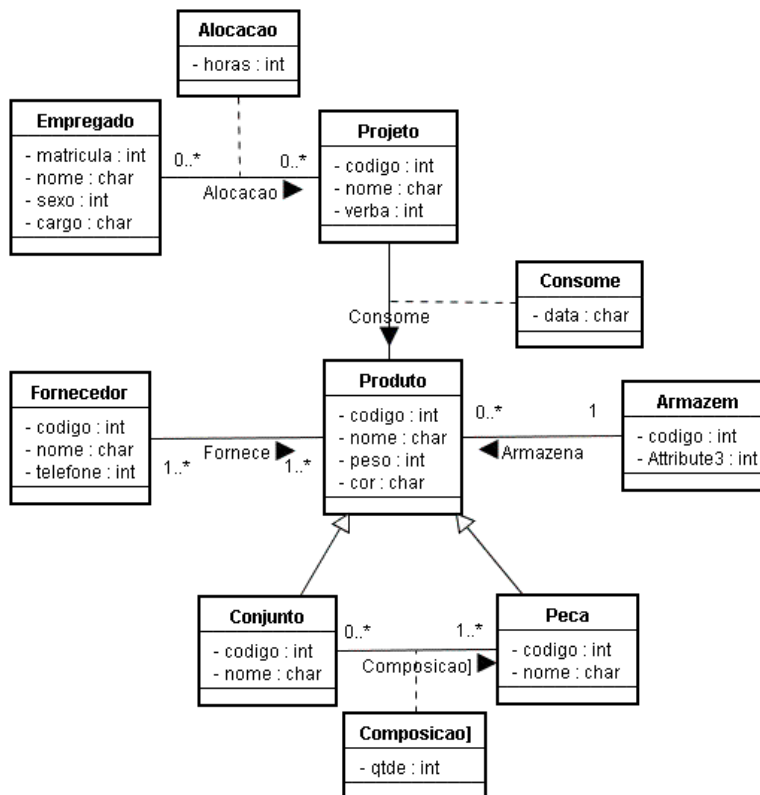 Alocacao
- horas : int
Empregado
- matricula : int
- nome : char
- sexo : int
- cargo : char
0..*
0..*
Alocacao
Projeto
- codigo : int
- nome : char
- verba : int
Consome
- data : char
Consome
Fornecedor
- codigo : int
- nome : char
- telefone : int
1..*
Fornece
1..*
Produto
- codigo : int
- nome : char
- peso : int
- cor : char
0..*
1
Armazena
Armazem
- codigo : int
- Attribute3 : int
Conjunto
- codigo : int
- nome : char
0..*
1..*
Composicao]
Peca
- codigo : int
- nome : char
Composicao]
- qtde : int